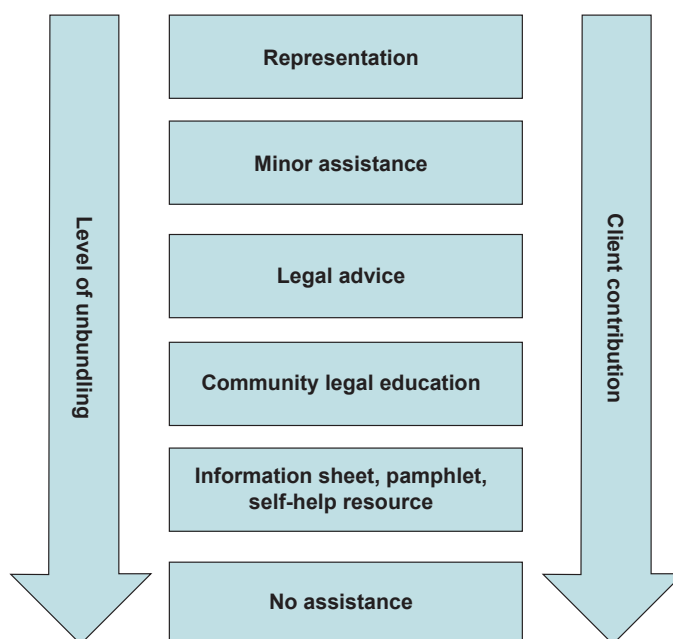 Representation
Minor assistance
Legal advice
Community legal education
Information sheet, pamphlet,
self-help resource
No assistance
Level of unbundling
Client contribution